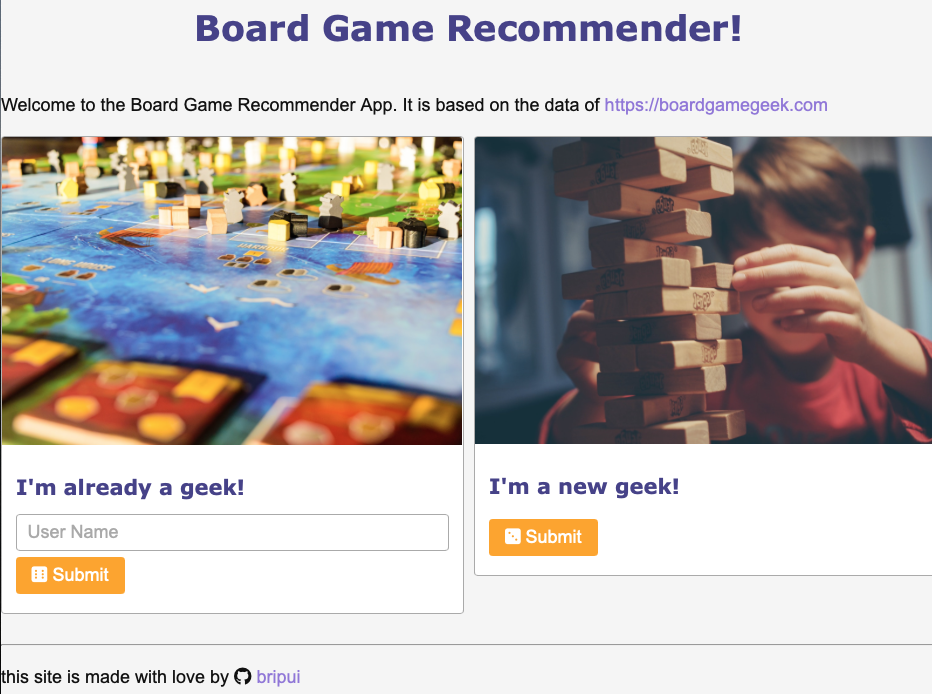 Board Game Recommender!
Welcome to the Board Game Recommender App. It is based on the data of https://boardgamegeek.com
I'm already a geek!
User Name
Submit
I'm a new geek!
Submit
this site is made with love by bripui